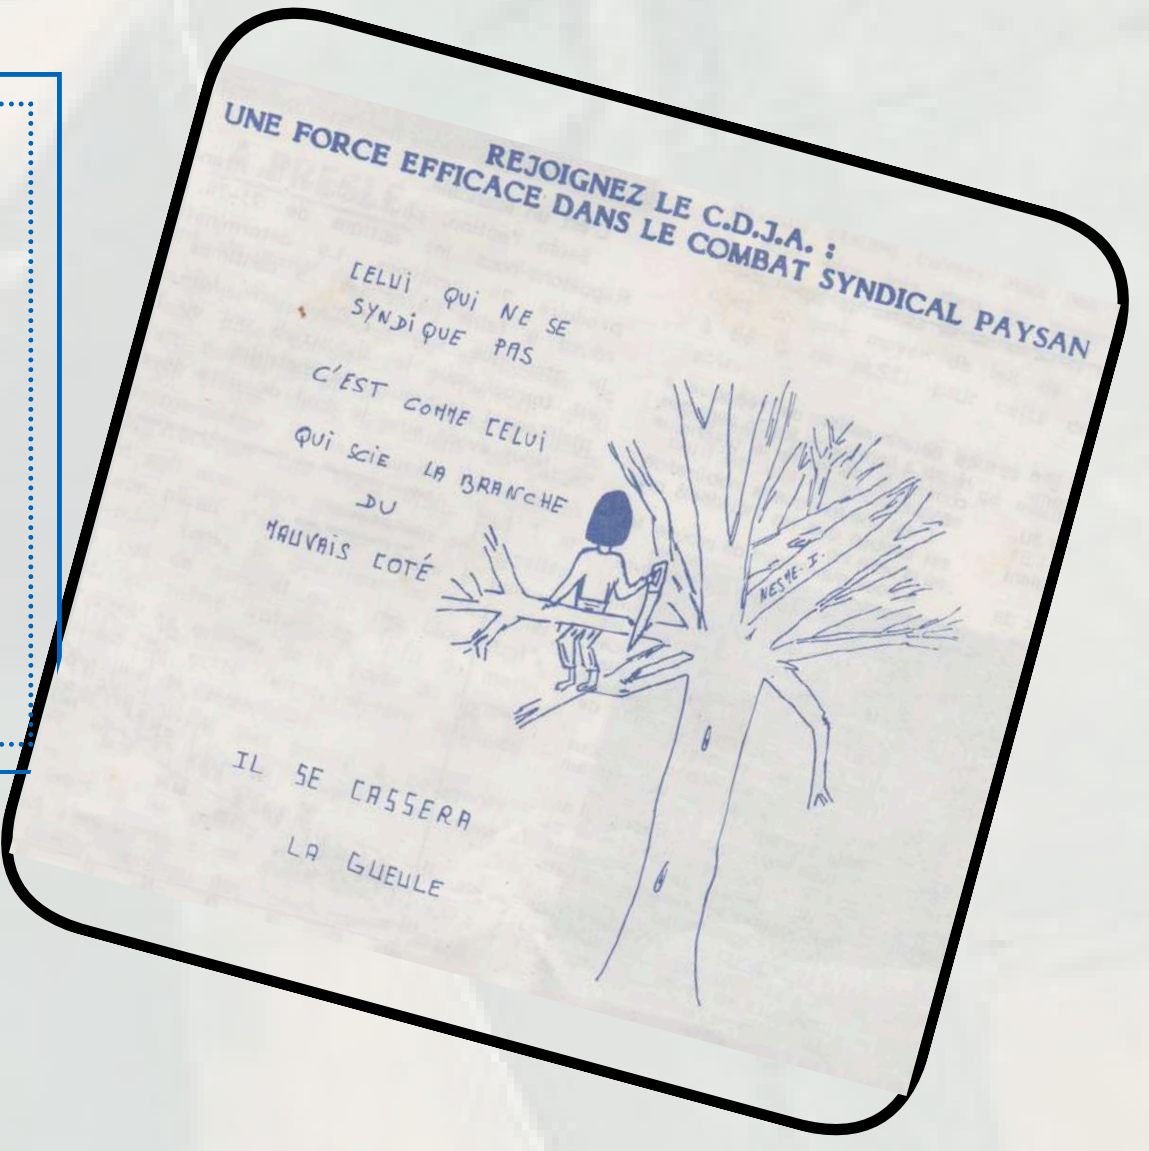 REJOIGNEZ LE C.D.J.A. :
UNE FORCE EFFICACE DANS LE COMBAT SYNDICAL PAYSAN
CELUI QUI NE SE
SYNDIQUE PAS
C'EST COMME CELUI
QUI SCIE LA BRANCHE
DU
MAUVAIS COTÉ
NESME. I.
IL SE CASSERA
LA GUEULE